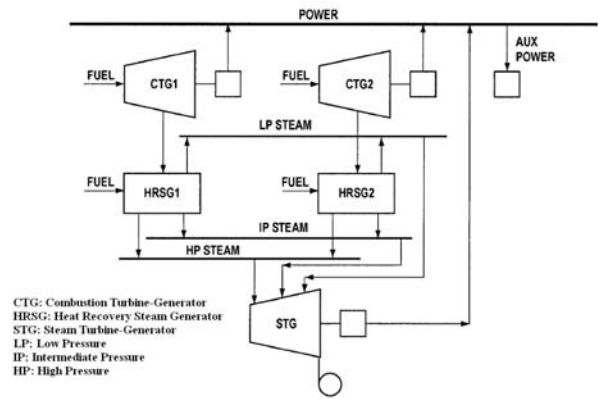 POWER
AUX
POWER
FUEL
CTG1
FUEL
CTG2
LP STEAM
FUEL
HRSG1
FUEL
HRSG2
IP STEAM
HP STEAM
CTG: Combustion Turbine-Generator
HRSG: Heat Recovery Steam Generator
STG: Steam Turbine-Generator
LP: Low Pressure
IP: Intermediate Pressure
HP: High Pressure
STG